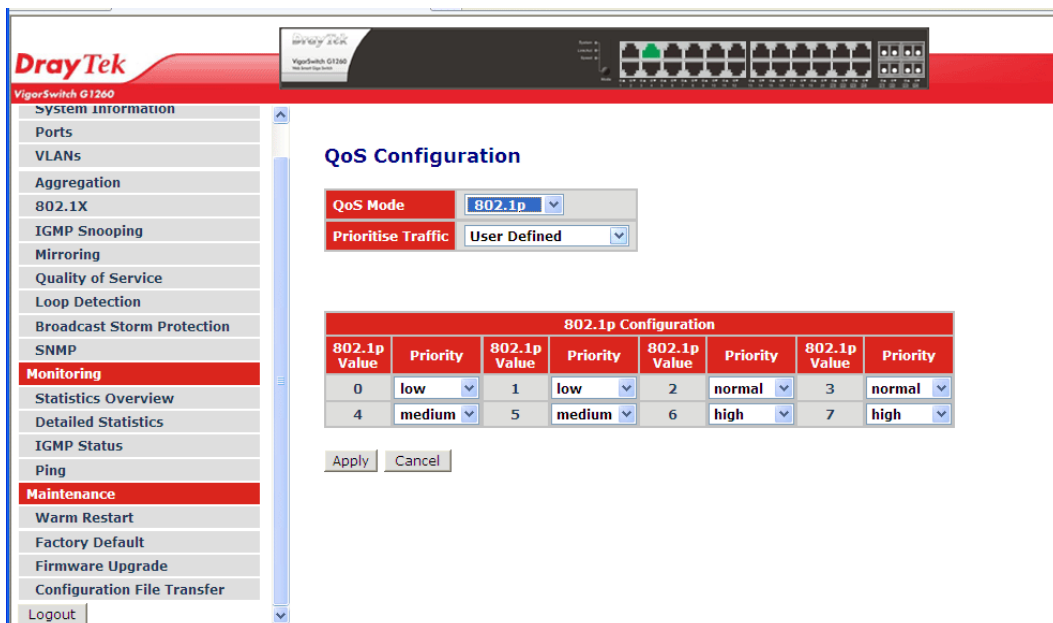 DrayTek
VigorSwitch G1260
DrayTek
VigorSwitch G1260
System Information
Ports
VLANs
Aggregation
802.1X
IGMP Snooping
Mirroring
Quality of Service
Loop Detection
Broadcast Storm Protection
SNMP
Monitoring
Statistics Overview
Detailed Statistics
IGMP Status
Ping
Maintenance
Warm Restart
Factory Default
Firmware Upgrade
Configuration File Transfer
Logout
QoS Configuration
QoS Mode 802.1p
Prioritise Traffic User Defined
802.1p Configuration
802.1p Value Priority 802.1p Value Priority 802.1p Value Priority 802.1p Value Priority
0 low 1 low 2 normal 3 normal
4 medium 5 medium 6 high 7 high
Apply Cancel